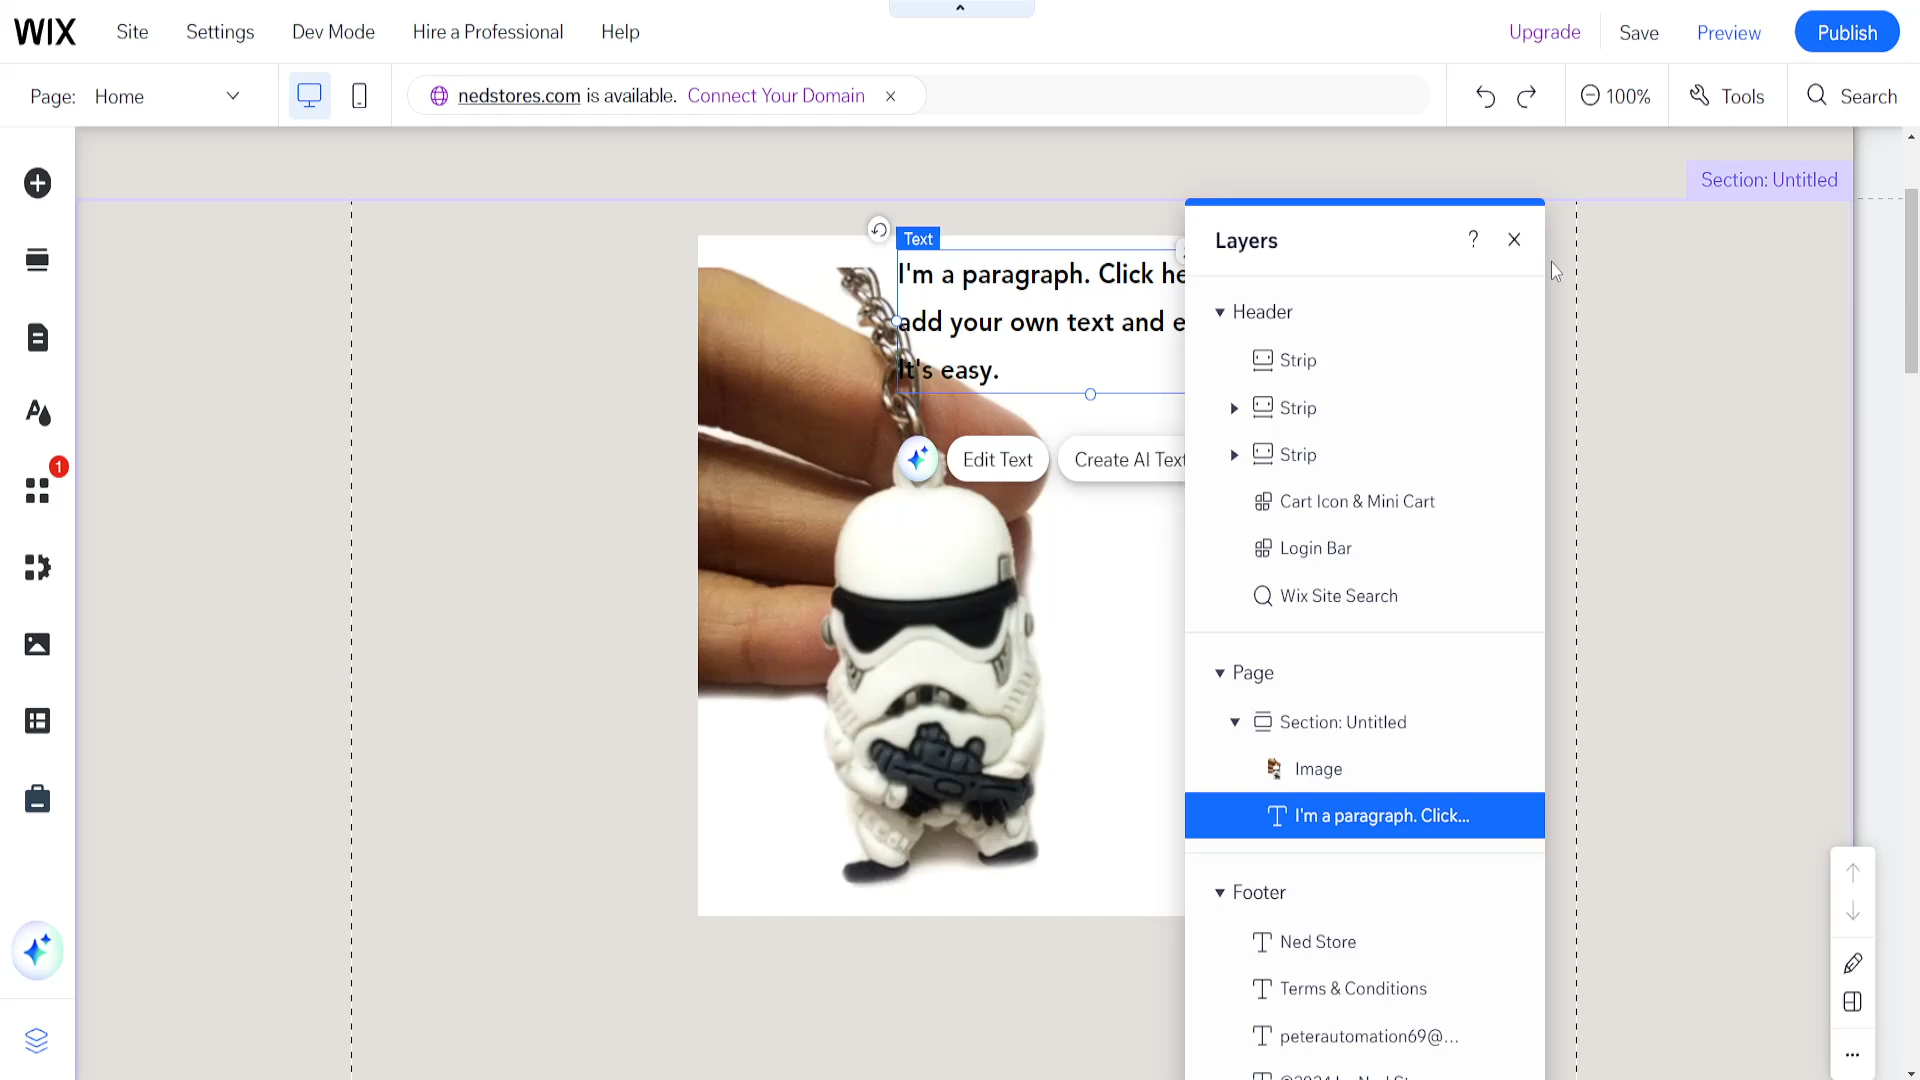 WIX Site Settings Dev Mode Hire a Professional Help Upgrade Save Preview Publish
Page: Home nedstores.com is available. Connect Your Domain 100% Tools Search
Section: Untitled
Text
I'm a paragraph. Click he
add your own text and e
It's easy.
Edit Text Create AI Text
1
Layers ?
Header
Strip
Strip
Strip
Cart Icon & Mini Cart
Login Bar
Wix Site Search
Page
Section: Untitled
Image
I'm a paragraph. Click...
Footer
Ned Store
Terms & Conditions
peterautomation69@...